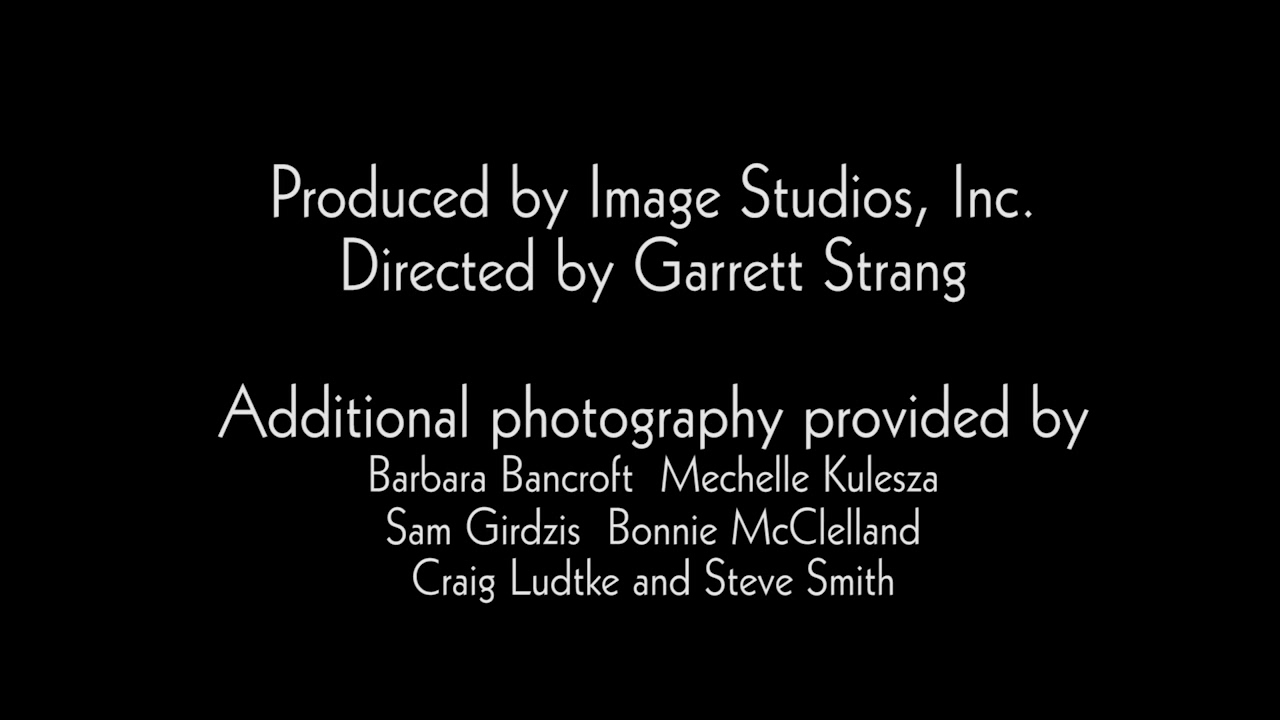 Produced by Image Studios, Inc.
Directed by Garrett Strang
Additional photography provided by
Barbara Bancroft Mechelle Kulesza
Sam Girdzis Bonnie McClelland
Craig Ludtke and Steve Smith